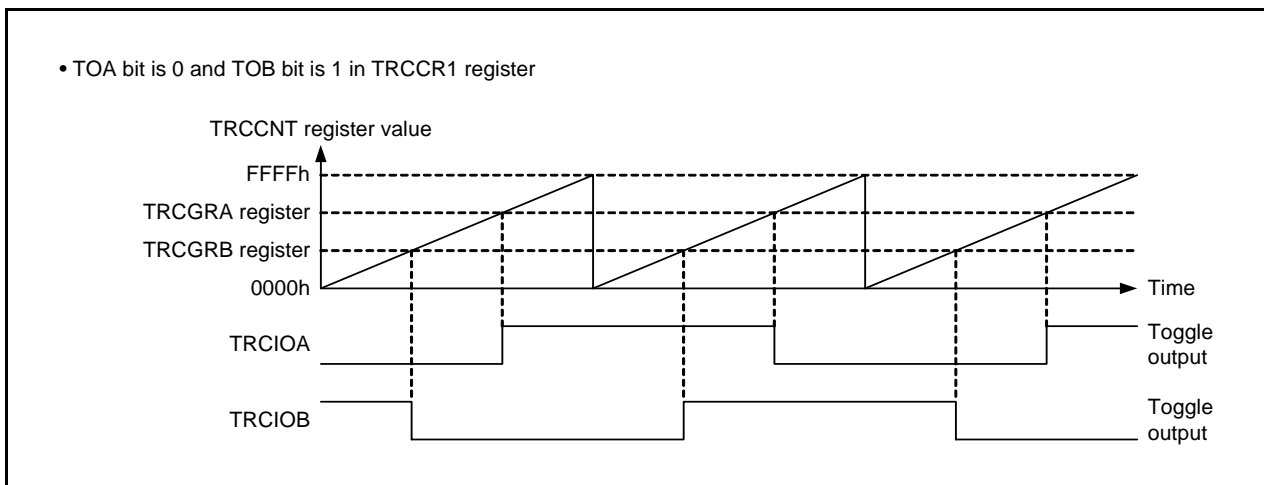 • TOA bit is 0 and TOB bit is 1 in TRCCR1 register
TRCCNT register value
FFFFh
TRCGRA register
TRCGRB register
0000h
Time
TRCIOA
Toggle
output
TRCIOB
Toggle
output